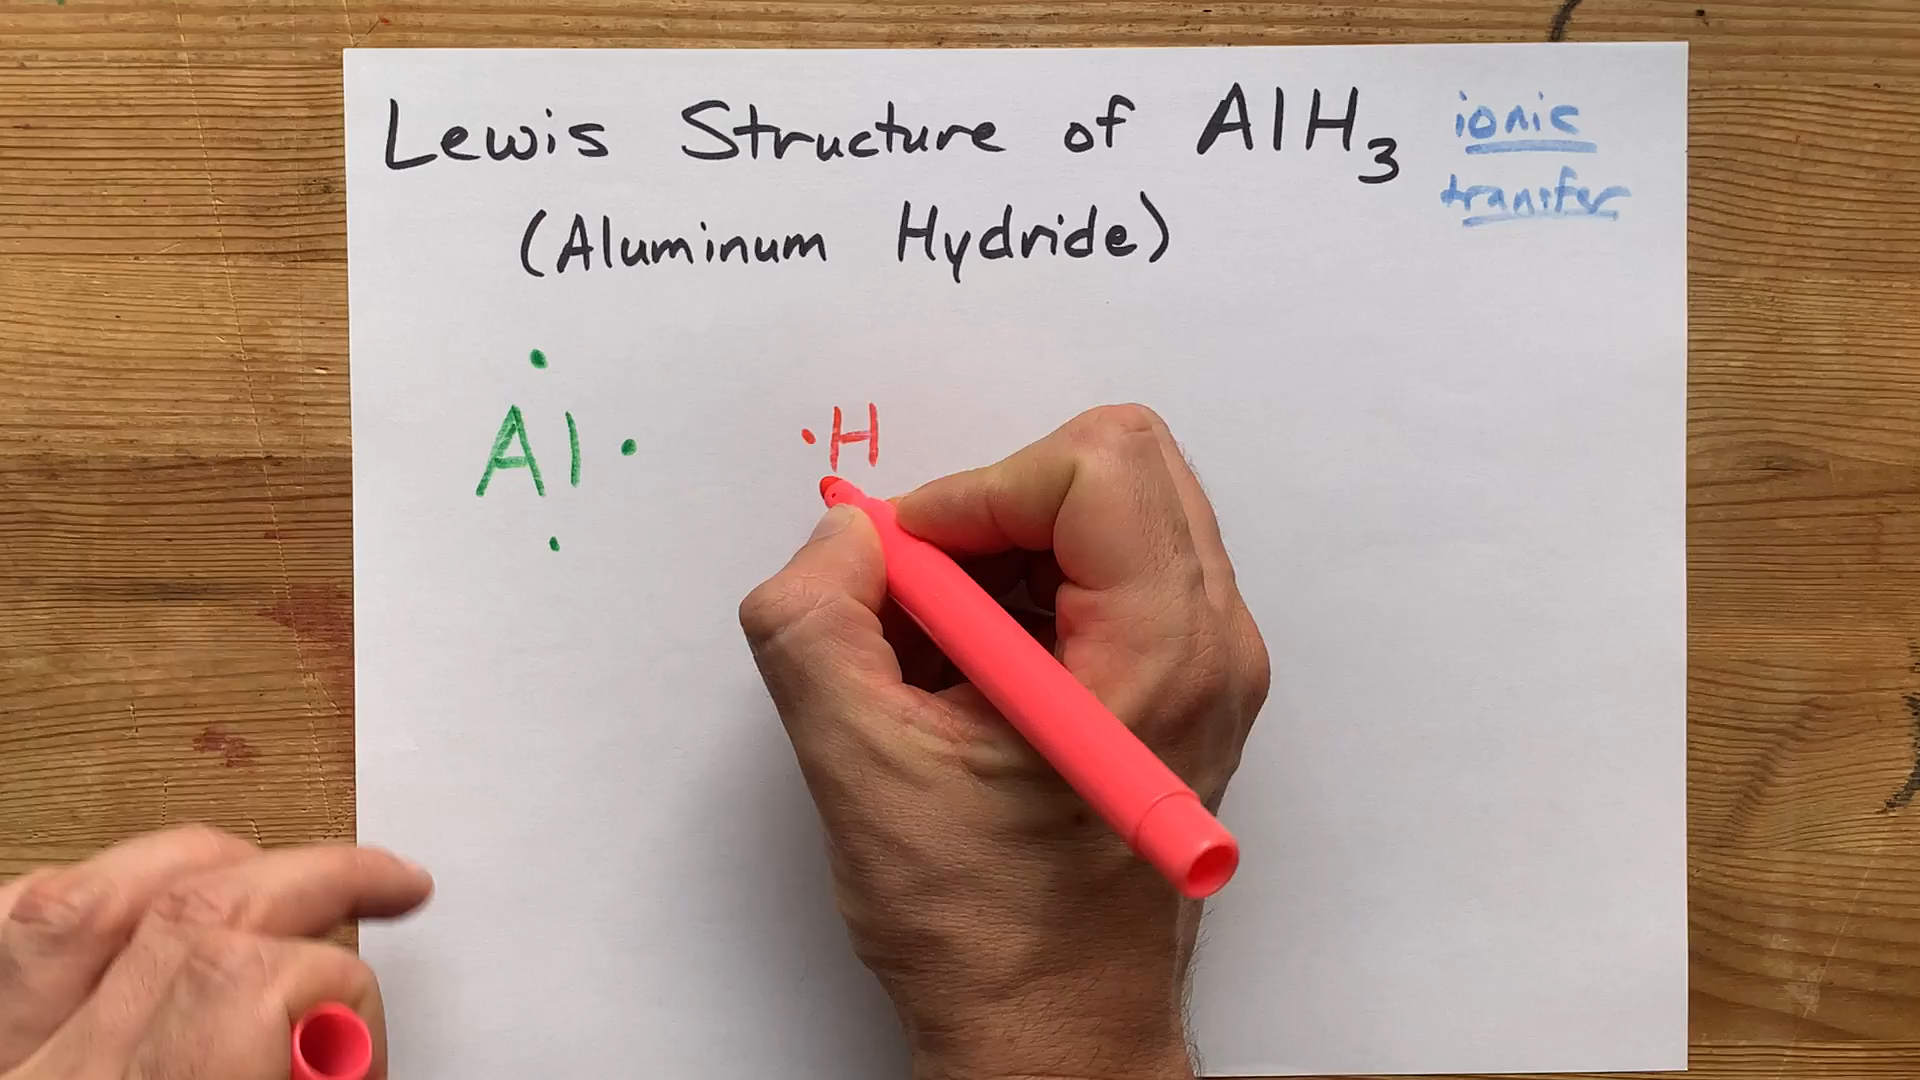 Lewis Structure of AlH3
(Aluminum Hydride)
ionic
transfer
Al
H